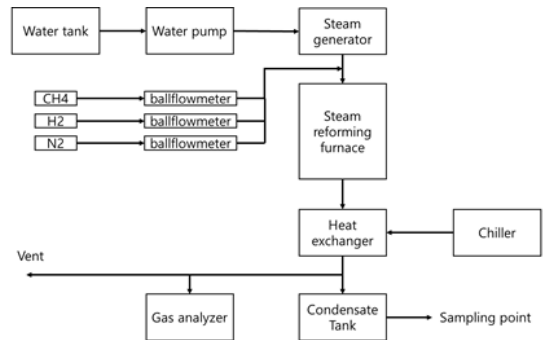 Water tank
Water pump
Steam
generator
CH4
ballflowmeter
H2
ballflowmeter
N2
ballflowmeter
Steam
reforming
furnace
Heat
exchanger
Chiller
Vent
Gas analyzer
Condensate
Tank
Sampling point